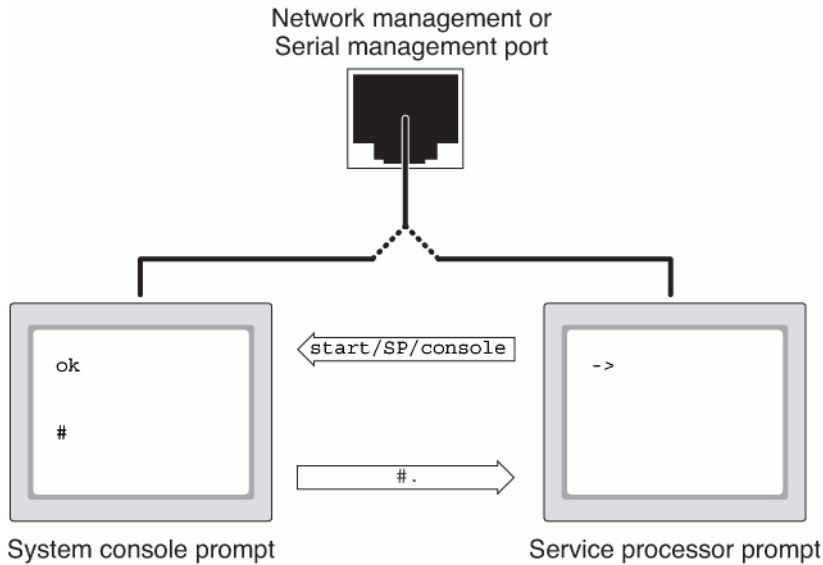 Network management or
Serial management port
start/SP/console
ok
->
#
#.
System console prompt
Service processor prompt